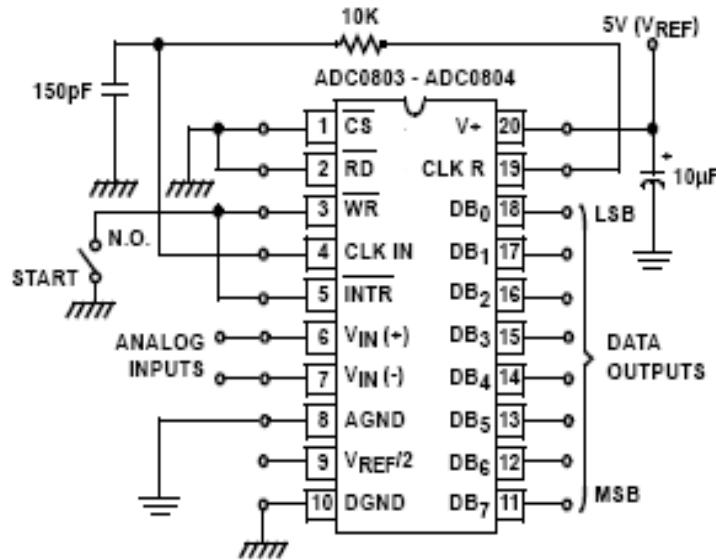 10K
5V (VREF)
150pF
ADC0803 - ADC0804
1 CS V+ 20
2 RD CLK R 19
10µF
+
3 WR DB0 18 LSB
N.O.
4 CLK IN DB1 17
START
5 INTR DB2 16
ANALOG INPUTS
6 VIN (+) DB3 15
DATA OUTPUTS
7 VIN (-) DB4 14
8 AGND DB5 13
9 VREF/2 DB6 12
10 DGND DB7 11 MSB